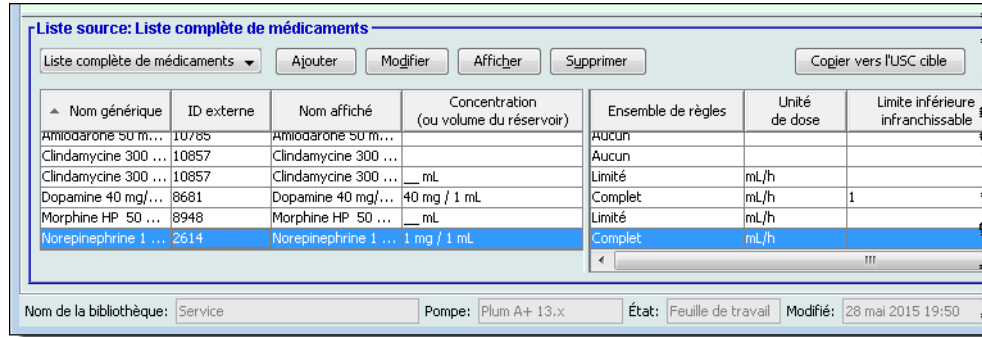 Liste source: Liste complète de médicaments
Liste complète de médicaments Ajouter Modifier Afficher Supprimer Copier vers l'USC cible
Nom générique ID externe Nom affiché Concentration (ou volume du réservoir) Ensemble de règles Unité de dose Limite inférieure infranchissable
Amiodarone 50 m... 10785 Amiodarone 50 m... Aucun
Clindamycine 300 ... 10857 Clindamycine 300 ... Aucun
Clindamycine 300 ... 10857 Clindamycine 300 ... __ mL Limité mL/h
Dopamine 40 mg/... 8681 Dopamine 40 mg/... 40 mg / 1 mL Complet mL/h 1
Morphine HP 50 ... 8948 Morphine HP 50 ... __ mL Limité mL/h
Norepinephrine 1 ... 2614 Norepinephrine 1 ... 1 mg / 1 mL Complet mL/h
Nom de la bibliothèque: Service Pompe: Plum A+ 13.x État: Feuille de travail Modifié: 28 mai 2015 19:50